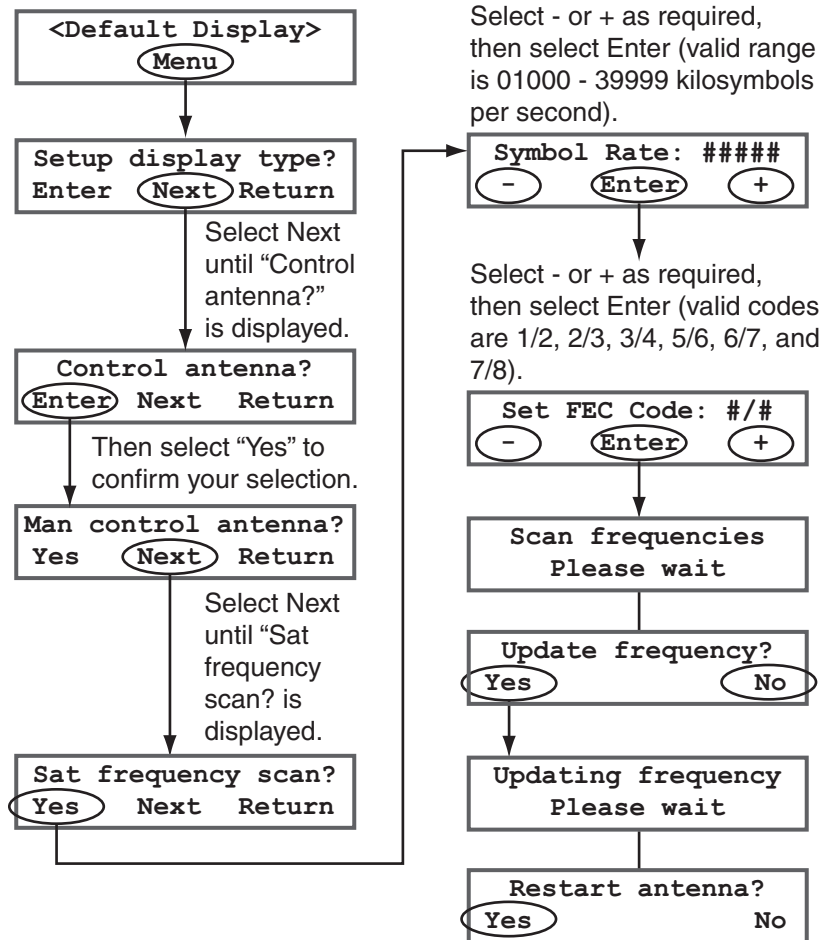 <Default Display>
Menu
Setup display type?
Enter Next Return
Select Next
until “Control
antenna?”
is displayed.
Control antenna?
Enter Next Return
Then select “Yes” to
confirm your selection.
Man control antenna?
Yes Next Return
Select Next
until “Sat
frequency
scan? is
displayed.
Sat frequency scan?
Yes Next Return
Select - or + as required,
then select Enter (valid range
is 01000 - 39999 kilosymbols
per second).
Symbol Rate: #####
- Enter +
Select - or + as required,
then select Enter (valid codes
are 1/2, 2/3, 3/4, 5/6, 6/7, and
7/8).
Set FEC Code: #/#
- Enter +
Scan frequencies
Please wait
Update frequency?
Yes No
Updating frequency
Please wait
Restart antenna?
Yes No